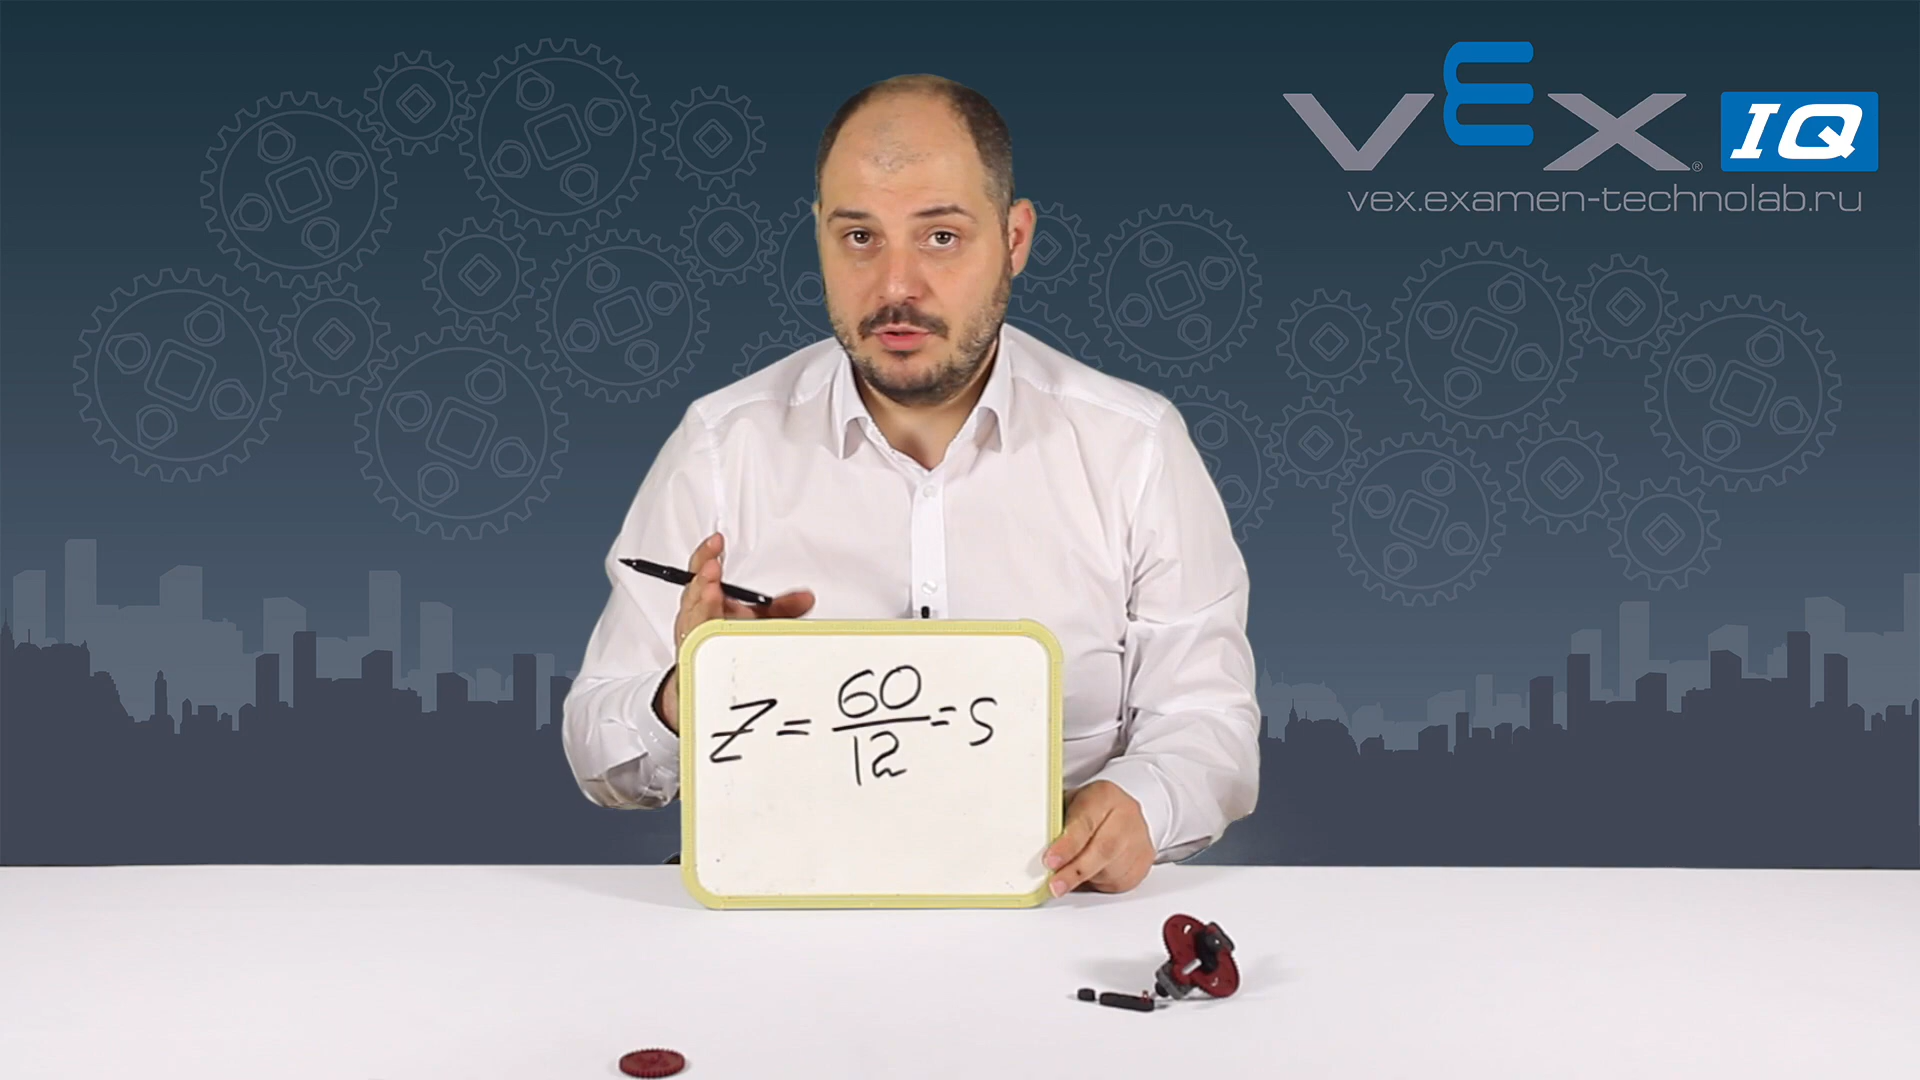 VEX IQ
vex.examen-technolab.ru
Z = 60/12 = 5